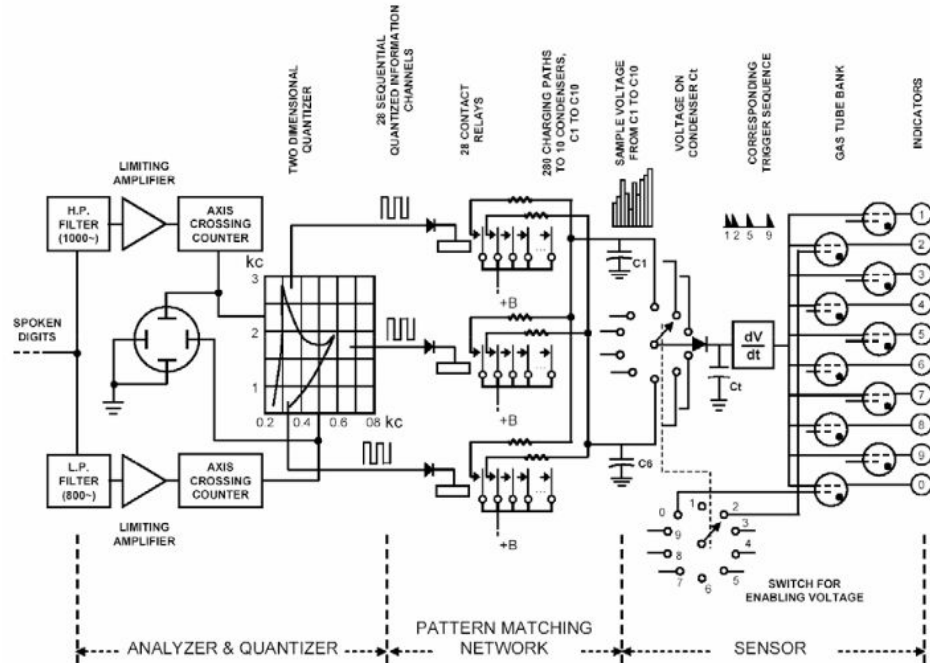 TWO DIMENSIONAL
QUANTIZER
28 SEQUENTIAL
QUANTIZED INFORMATION
CHANNELS
28 CONTACT
RELAYS
280 CHARGING PATHS
TO 10 CONDENSERS,
C1 TO C10
SAMPLE VOLTAGE
FROM C1 TO C10
VOLTAGE ON
CONDENSER Ct
CORRESPONDING
TRIGGER SEQUENCE
GAS TUBE BANK
INDICATORS
LIMITING
AMPLIFIER
H.P.
FILTER
(1000~)
AXIS
CROSSING
COUNTER
kc
3
2
1
0.2 0.4 0.6 08 kc
SPOKEN
DIGITS
L.P.
FILTER
(800~)
AXIS
CROSSING
COUNTER
LIMITING
AMPLIFIER
+B
+B
+B
C1
C6
Ct
1 2 5 9
dV
dt
1
2
3
4
5
6
7
8
9
0
0
1
2
3
4
5
6
7
8
9
SWITCH FOR
ENABLING VOLTAGE
ANALYZER & QUANTIZER
PATTERN MATCHING
NETWORK
SENSOR